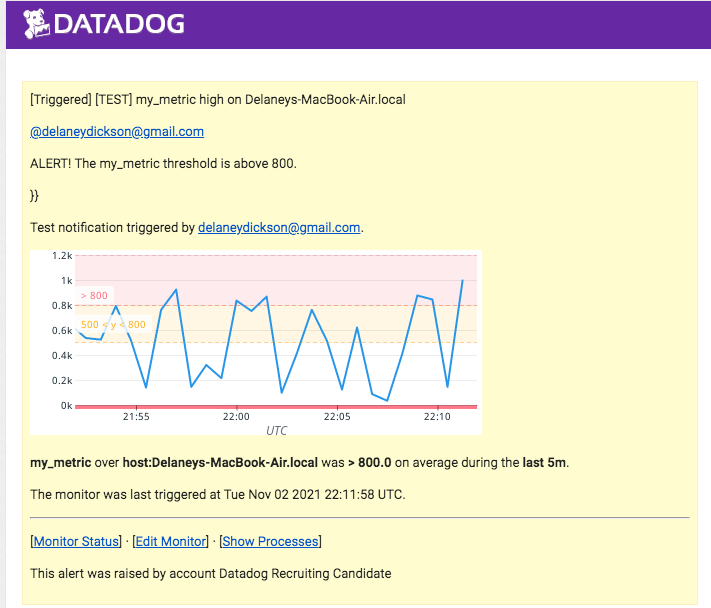 DATADOG
[Triggered] [TEST] my_metric high on Delaneys-MacBook-Air.local
@delaneydickson@gmail.com
ALERT! The my_metric threshold is above 800.
}}
Test notification triggered by delaneydickson@gmail.com.
1.2k
1k
> 800
0.8k
500 < y < 800
0.6k
0.4k
0.2k
0k
21:55 22:00 22:05 22:10
UTC
my_metric over host:Delaneys-MacBook-Air.local was > 800.0 on average during the last 5m.
The monitor was last triggered at Tue Nov 02 2021 22:11:58 UTC.
[Monitor Status] · [Edit Monitor] · [Show Processes]
This alert was raised by account Datadog Recruiting Candidate